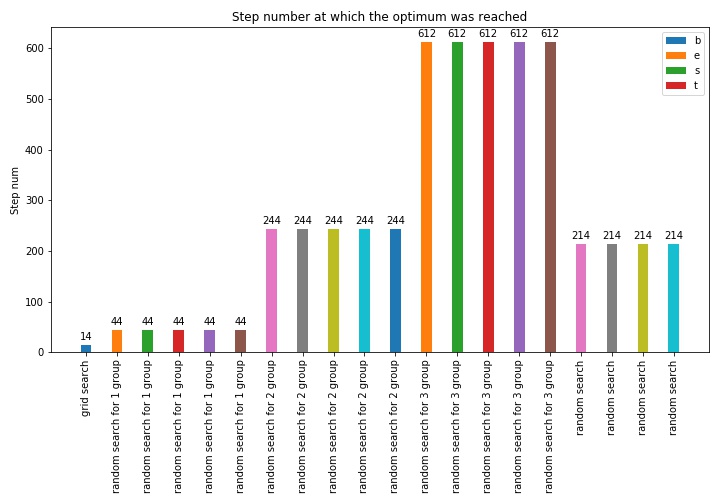 Step number at which the optimum was reached
Step num
600
500
400
300
200
100
0
14
44
44
44
44
44
244
244
244
244
244
612
612
612
612
612
214
214
214
214
b
e
s
t
grid search
random search for 1 group
random search for 1 group
random search for 1 group
random search for 1 group
random search for 1 group
random search for 2 group
random search for 2 group
random search for 2 group
random search for 2 group
random search for 2 group
random search for 3 group
random search for 3 group
random search for 3 group
random search for 3 group
random search for 3 group
random search
random search
random search
random search